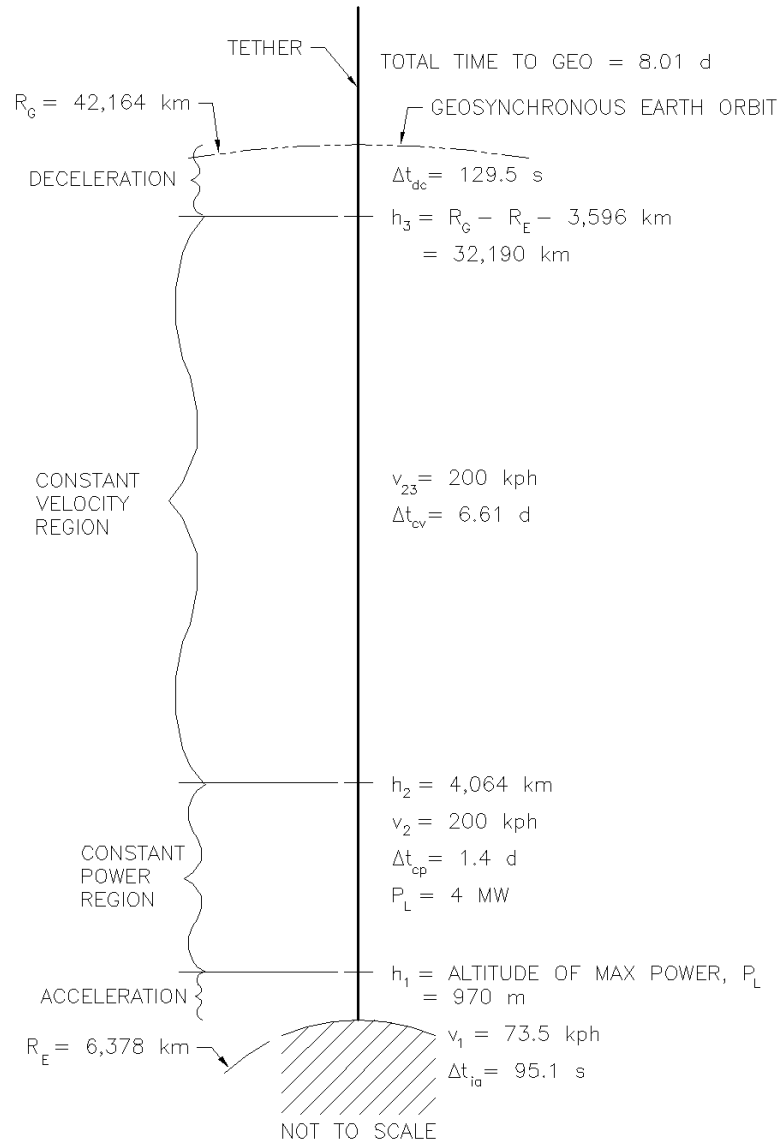 TETHER
TOTAL TIME TO GEO = 8.01 d
R_G = 42,164 km
GEOSYNCHRONOUS EARTH ORBIT
DECELERATION
Δt_dc = 129.5 s
h_3 = R_G − R_E − 3,596 km
= 32,190 km
CONSTANT
VELOCITY
REGION
v_23 = 200 kph
Δt_cv = 6.61 d
h_2 = 4,064 km
v_2 = 200 kph
Δt_cp = 1.4 d
P_L = 4 MW
CONSTANT
POWER
REGION
h_1 = ALTITUDE OF MAX POWER, P_L
= 970 m
ACCELERATION
v_1 = 73.5 kph
Δt_ia = 95.1 s
R_E = 6,378 km
NOT TO SCALE